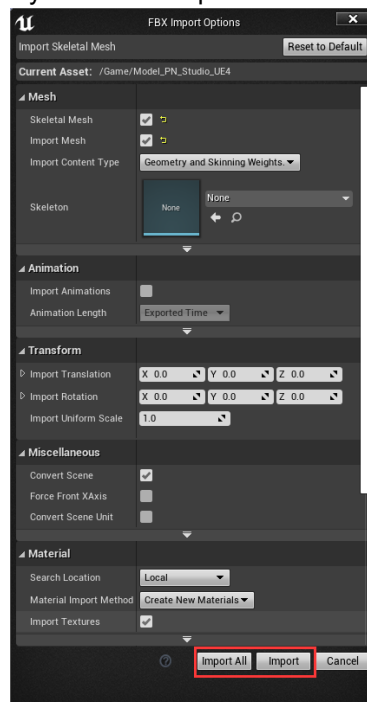 FBX Import Options
Import Skeletal Mesh Reset to Default
Current Asset: /Game/Model_PN_Studio_UE4
Mesh
Skeletal Mesh
Import Mesh
Import Content Type Geometry and Skinning Weights.
Skeleton None None
Animation
Import Animations
Animation Length Exported Time
Transform
Import Translation X 0.0 Y 0.0 Z 0.0
Import Rotation X 0.0 Y 0.0 Z 0.0
Import Uniform Scale 1.0
Miscellaneous
Convert Scene
Force Front XAxis
Convert Scene Unit
Material
Search Location Local
Material Import Method Create New Materials
Import Textures
? Import All Import Cancel